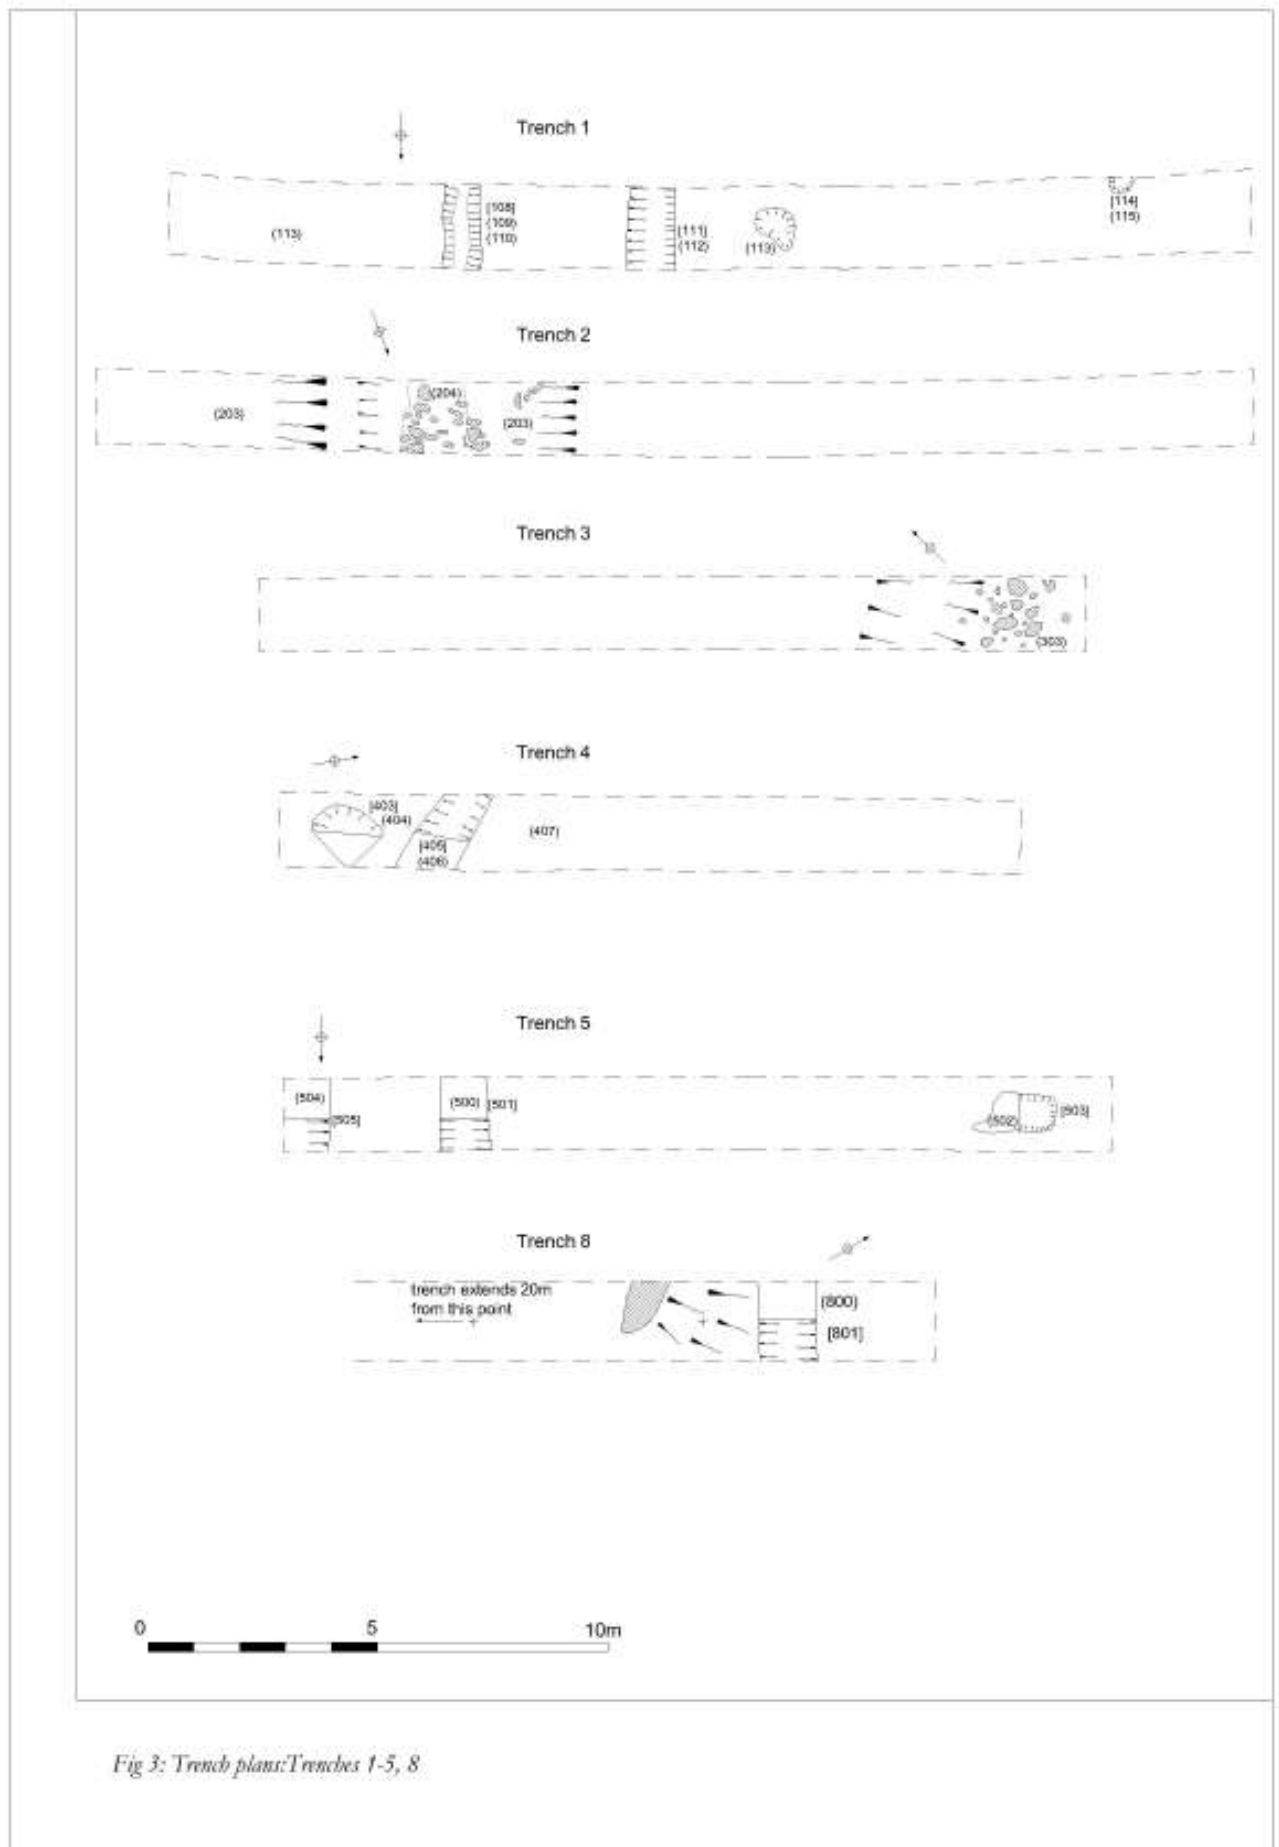 Trench 1
[114]
(115)
[108]
(109)
(110)
(113)
(111]
(112)
(113)
Trench 2
(204)
(203)
(203)
Trench 3
(303)
Trench 4
[403]
(404)
(407)
[405]
(406)
Trench 5
(504)
(500)
[501]
[505]
(502)
[503]
Trench 8
trench extends 20m
from this point
(800)
[801]
0
5
10m
Fig 3: Trench plans:Trenches 1-5, 8